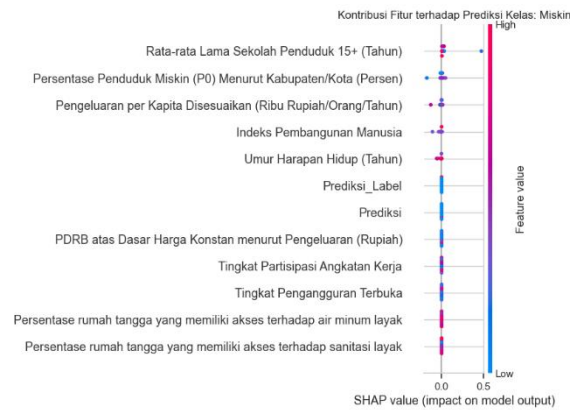 Kontribusi Fitur terhadap Prediksi Kelas: Miskin
High
Rata-rata Lama Sekolah Penduduk 15+ (Tahun)
Persentase Penduduk Miskin (P0) Menurut Kabupaten/Kota (Persen)
Pengeluaran per Kapita Disesuaikan (Ribu Rupiah/Orang/Tahun)
Indeks Pembangunan Manusia
Umur Harapan Hidup (Tahun)
Prediksi_Label
Prediksi
PDRB atas Dasar Harga Konstan menurut Pengeluaran (Rupiah)
Tingkat Partisipasi Angkatan Kerja
Tingkat Pengangguran Terbuka
Persentase rumah tangga yang memiliki akses terhadap air minum layak
Persentase rumah tangga yang memiliki akses terhadap sanitasi layak
Feature value
Low
0.0 0.5
SHAP value (impact on model output)